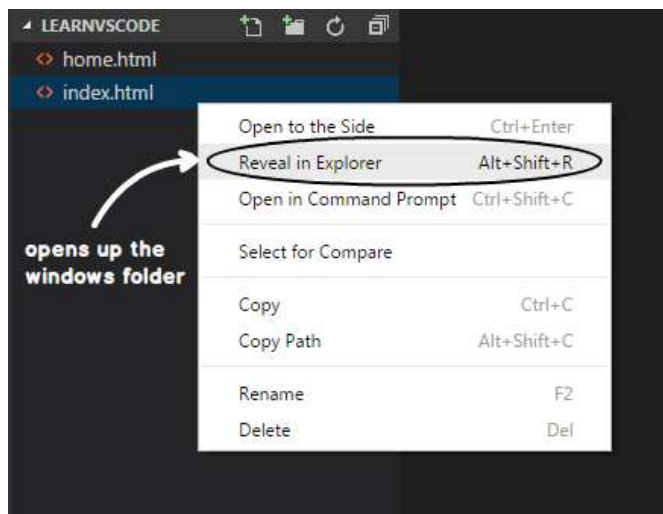 LEARNVSCODE
home.html
index.html
Open to the Side Ctrl+Enter
Reveal in Explorer Alt+Shift+R
Open in Command Prompt Ctrl+Shift+C
opens up the
windows folder
Select for Compare
Copy Ctrl+C
Copy Path Alt+Shift+C
Rename F2
Delete Del